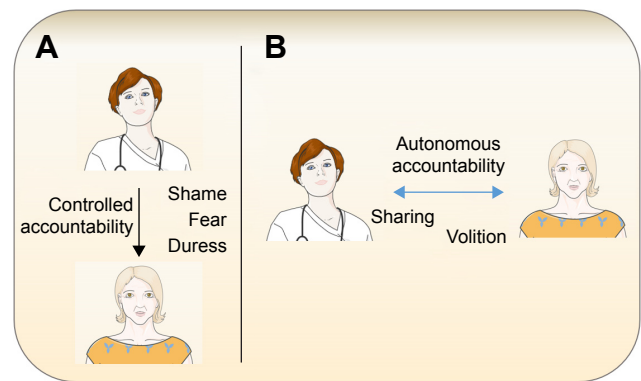 A
Controlled
accountability
Shame
Fear
Duress
B
Autonomous
accountability
Sharing
Volition